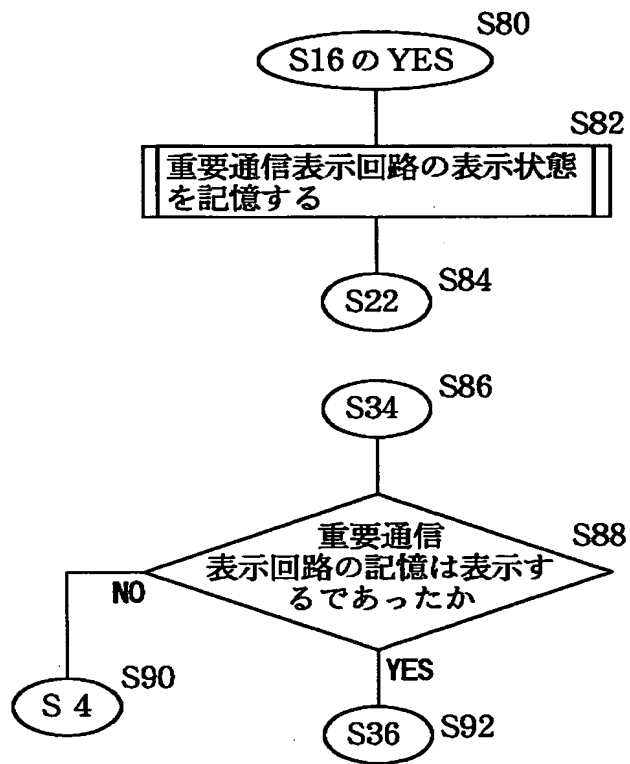 S80
S16 の YES
S82
重要通信表示回路の表示状態
を記憶する
S22
S84
S34
S86
重要通信
表示回路の記憶は表示す
るであったか
S88
NO
YES
S 4
S90
S36
S92